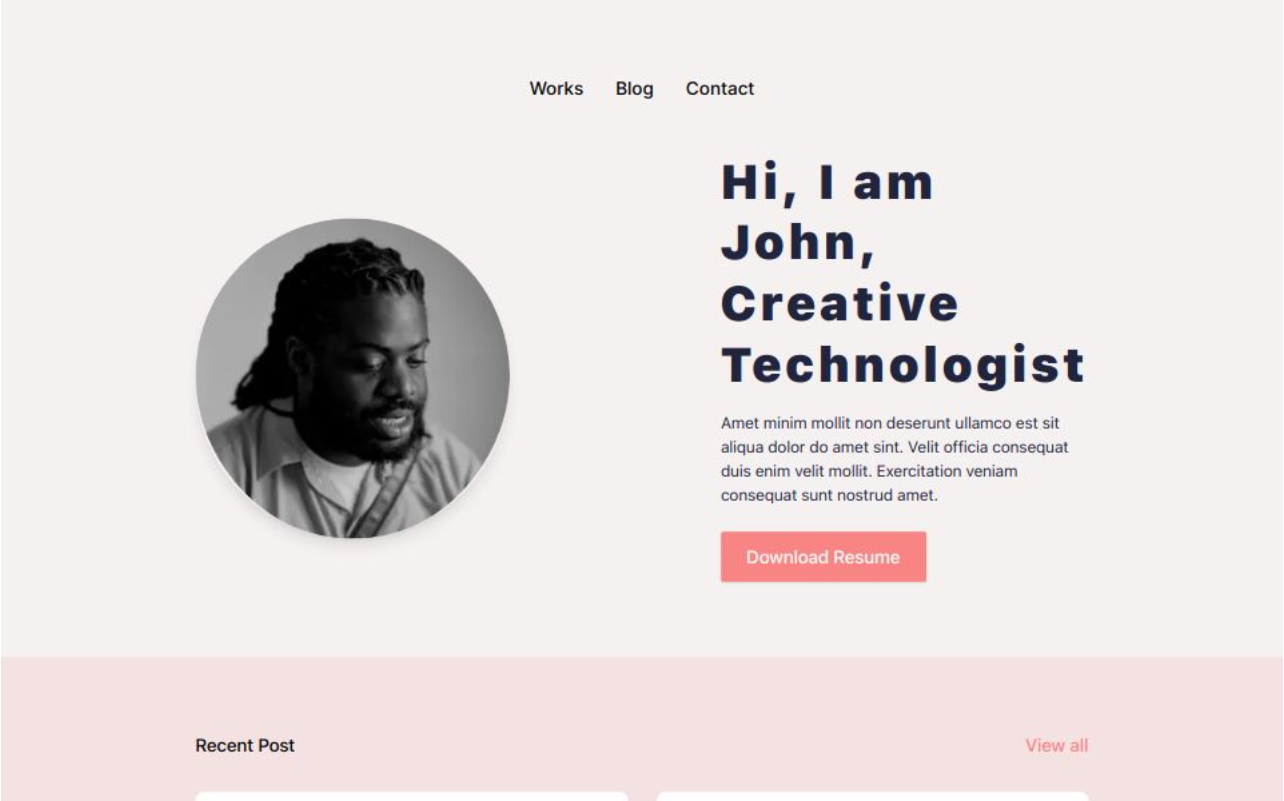 Works Blog Contact
Hi, I am
John,
Creative
Technologist
Amet minim mollit non deserunt ullamco est sit
aliqua dolor do amet sint. Velit officia consequat
duis enim velit mollit. Exercitation veniam
consequat sunt nostrud amet.
Download Resume
Recent Post View all